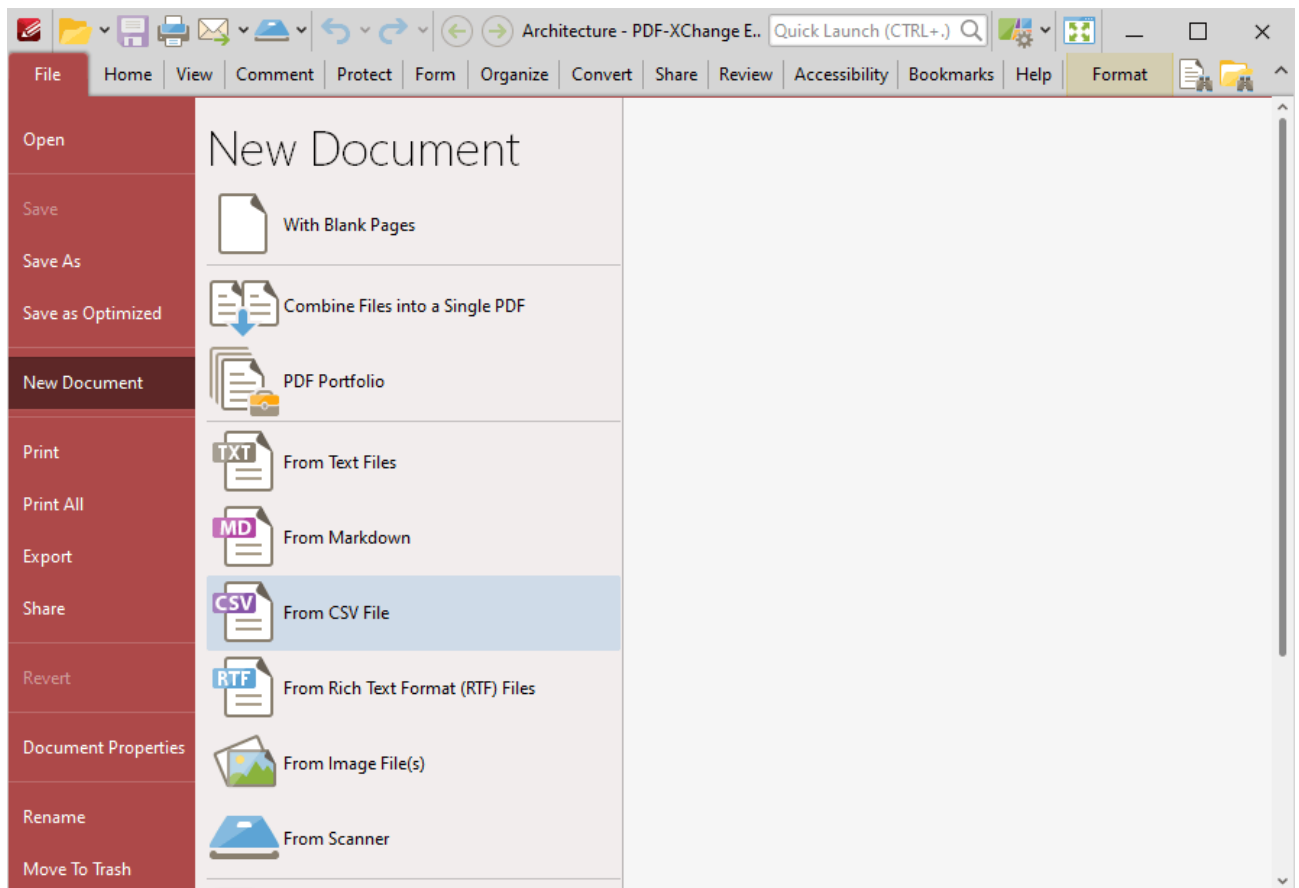 Architecture - PDF-XChange E..
Quick Launch (CTRL+.)
File Home View Comment Protect Form Organize Convert Share Review Accessibility Bookmarks Help Format
Open
Save
Save As
Save as Optimized
New Document
Print
Print All
Export
Share
Revert
Document Properties
Rename
Move To Trash
New Document
With Blank Pages
Combine Files into a Single PDF
PDF Portfolio
TXT
From Text Files
MD
From Markdown
CSV
From CSV File
RTF
From Rich Text Format (RTF) Files
From Image File(s)
From Scanner